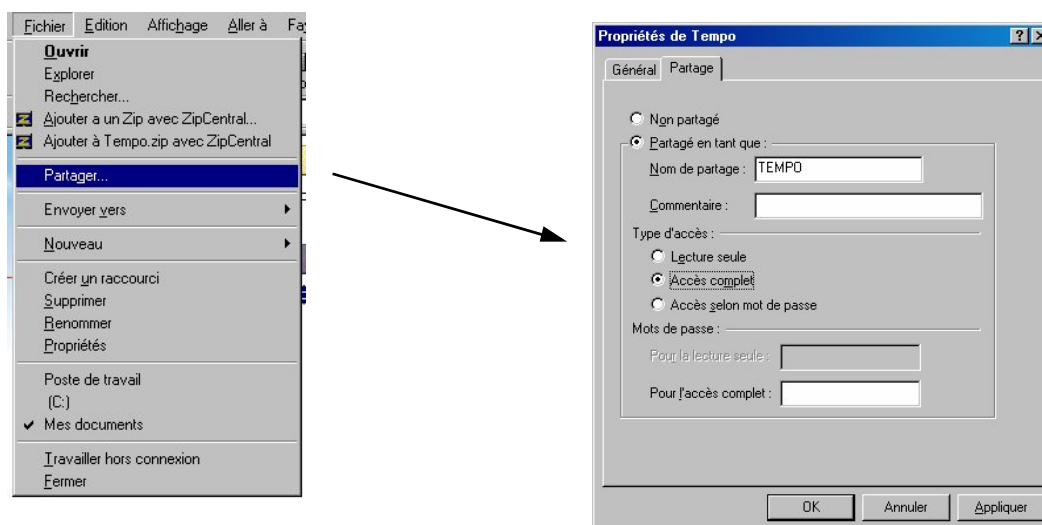 Fichier Edition Affichage Aller à
Ouvrir
Explorer
Rechercher...
Ajouter a un Zip avec ZipCentral...
Ajouter à Tempo.zip avec ZipCentral
Partager...
Envoyer vers
Nouveau
Créer un raccourci
Supprimer
Renommer
Propriétés
Poste de travail
(C:)
Mes documents
Travailler hors connexion
Fermer
Propriétés de Tempo
Général Partage
Non partagé
Partagé en tant que :
Nom de partage : TEMPO
Commentaire :
Type d'accès :
Lecture seule
Accès complet
Accès selon mot de passe
Mots de passe :
Pour la lecture seule :
Pour l'accès complet :
OK Annuler Appliquer